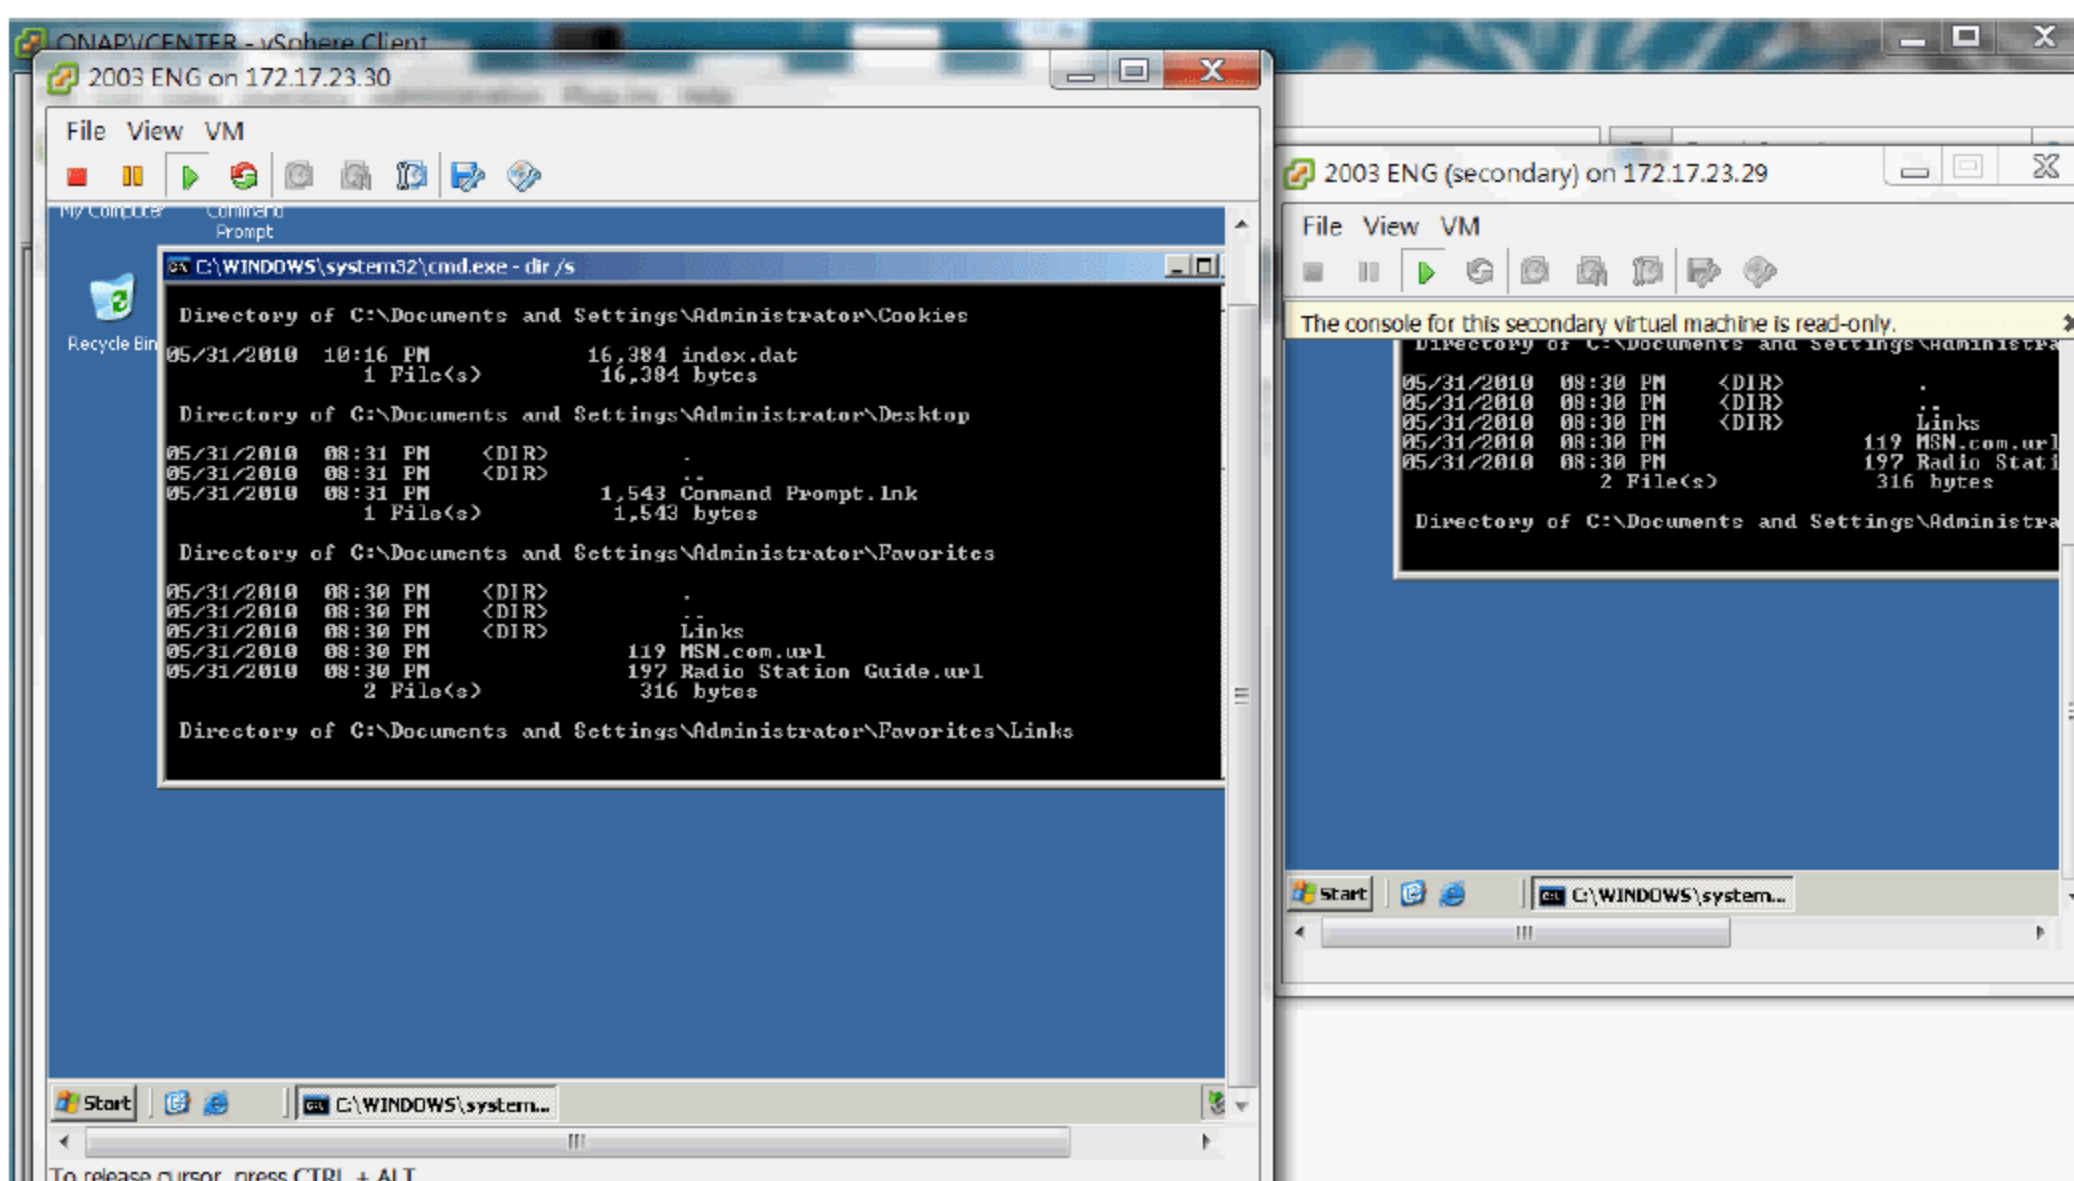 QNAPVCENTER - vSphere Client
2003 ENG on 172.17.23.30
File View VM
My Computer
Command
Prompt
Recycle Bin
C:\WINDOWS\system32\cmd.exe - dir /s
Directory of C:\Documents and Settings\Administrator\Cookies
05/31/2010 10:16 PM 16,384 index.dat
1 File(s) 16,384 bytes
Directory of C:\Documents and Settings\Administrator\Desktop
05/31/2010 08:31 PM <DIR> .
05/31/2010 08:31 PM <DIR> ..
05/31/2010 08:31 PM 1,543 Command Prompt.lnk
1 File(s) 1,543 bytes
Directory of C:\Documents and Settings\Administrator\Favorites
05/31/2010 08:30 PM <DIR> .
05/31/2010 08:30 PM <DIR> ..
05/31/2010 08:30 PM <DIR> Links
05/31/2010 08:30 PM 119 MSN.com.url
05/31/2010 08:30 PM 197 Radio Station Guide.url
2 File(s) 316 bytes
Directory of C:\Documents and Settings\Administrator\Favorites\Links
Start C:\WINDOWS\system...
To release cursor, press CTRL + ALT
2003 ENG (secondary) on 172.17.23.29
File View VM
The console for this secondary virtual machine is read-only.
Directory of C:\Documents and Settings\Administra
05/31/2010 08:30 PM <DIR> .
05/31/2010 08:30 PM <DIR> ..
05/31/2010 08:30 PM <DIR> Links
05/31/2010 08:30 PM 119 MSN.com.url
05/31/2010 08:30 PM 197 Radio Stati
2 File(s) 316 bytes
Directory of C:\Documents and Settings\Administra
Start C:\WINDOWS\system...